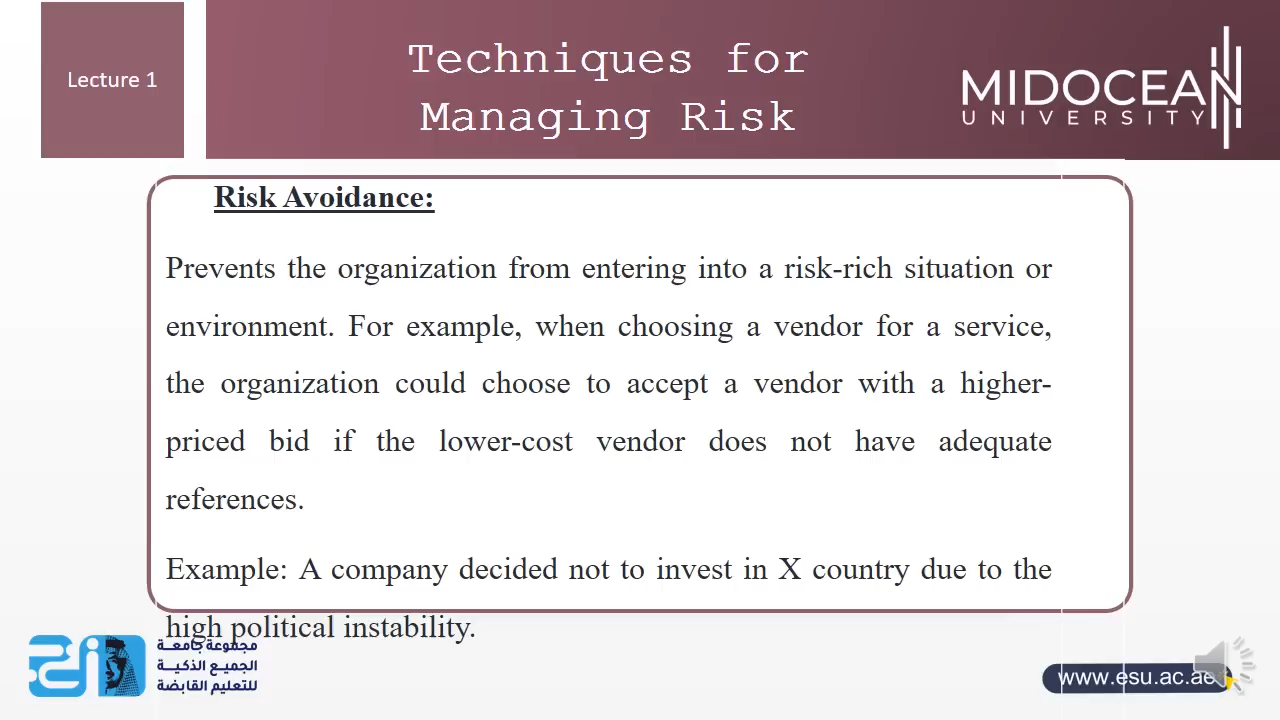 Lecture 1
Techniques for
Managing Risk
MIDOCEAN
UNIVERSITY
Risk Avoidance:
Prevents the organization from entering into a risk-rich situation or
environment. For example, when choosing a vendor for a service,
the organization could choose to accept a vendor with a higher-
priced bid if the lower-cost vendor does not have adequate
references.
Example: A company decided not to invest in X country due to the
high political instability.
مجموعة جامعة
الجميع الذكية
للتعليم القابضة
www.esu.ac.ae